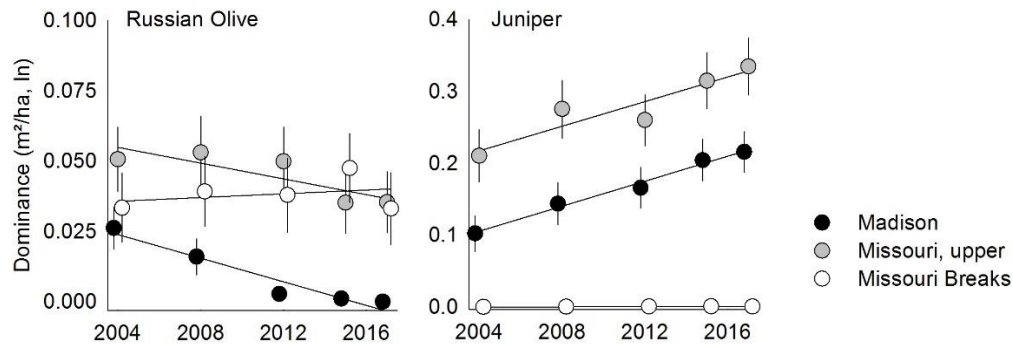 Russian Olive
Juniper
Dominance (m²/ha, ln)
0.100
0.075
0.050
0.025
0.000
2004 2008 2012 2016
0.4
0.3
0.2
0.1
0.0
2004 2008 2012 2016
Madison
Missouri, upper
Missouri Breaks